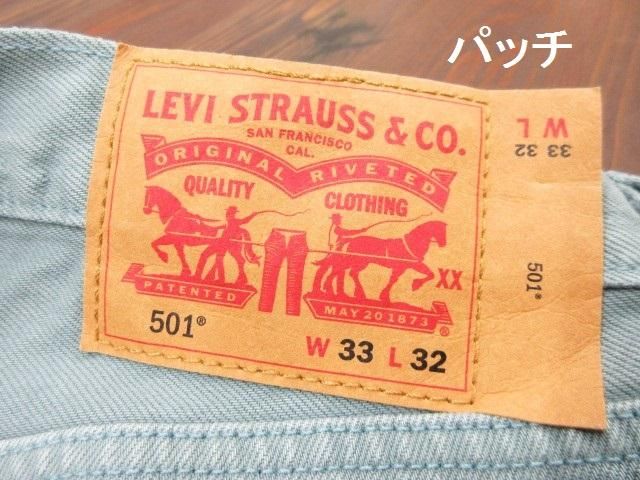 パッチ
LEVI STRAUSS & CO.
SAN FRANCISCO
CAL.
ORIGINAL RIVETED
QUALITY CLOTHING
XX
PATENTED MAY 20 1873 ®
501®
W 33 L 32
W L
33 32
501®